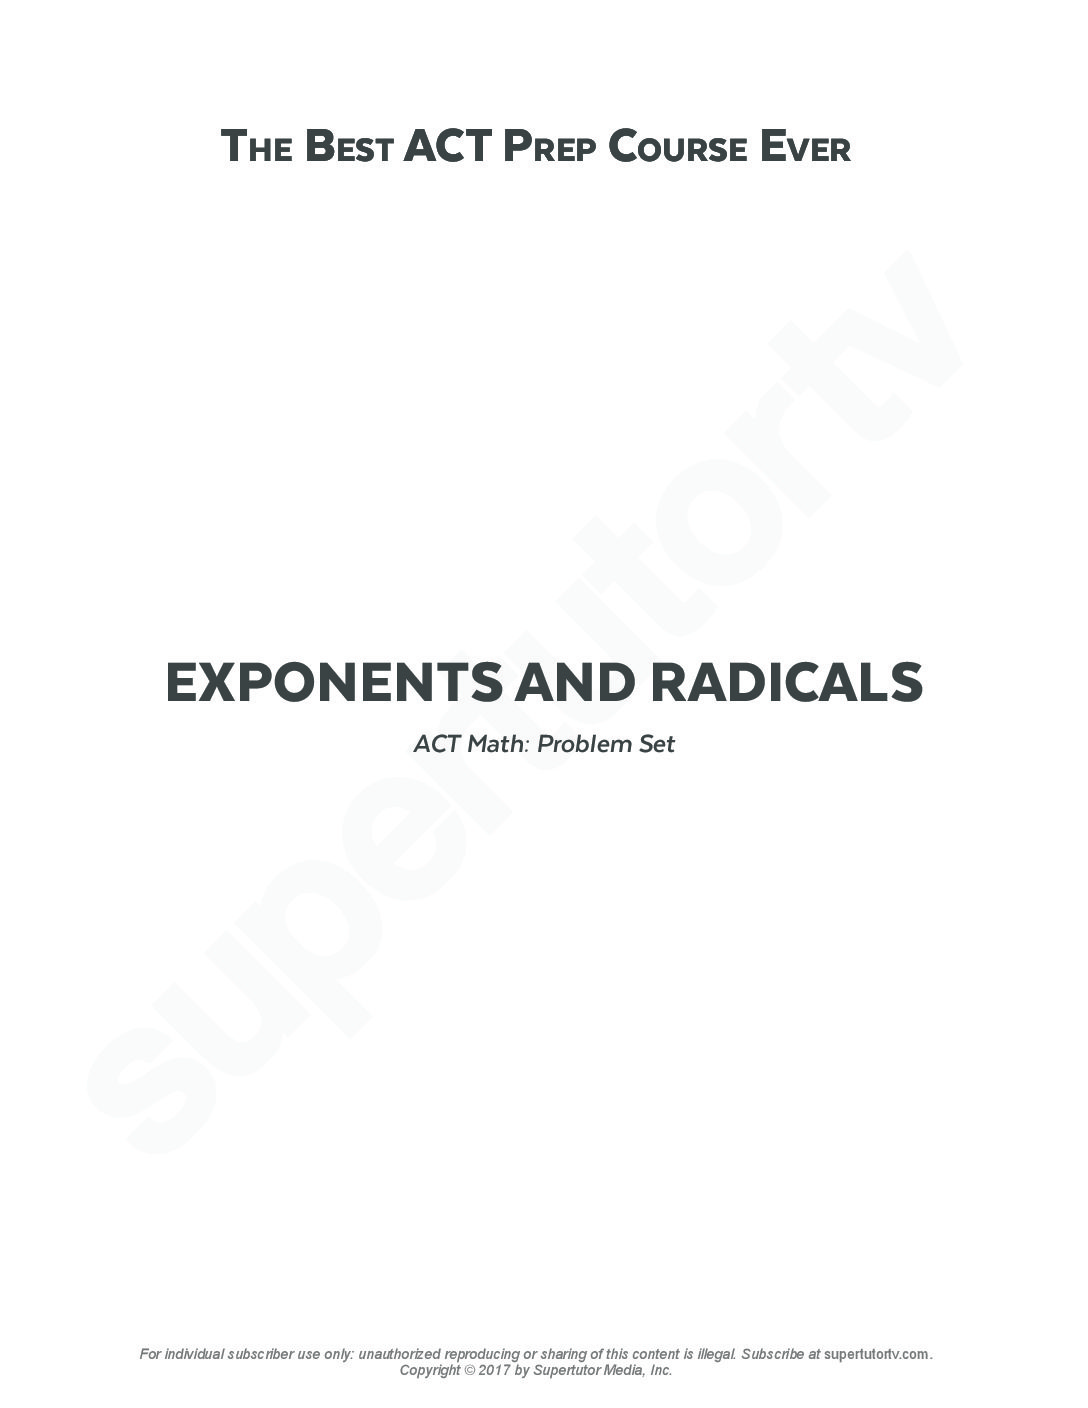 THE BEST ACT PREP COURSE EVER
supertutortv
EXPONENTS AND RADICALS
ACT Math: Problem Set
For individual subscriber use only: unauthorized reproducing or sharing of this content is illegal. Subscribe at supertutortv.com.
Copyright © 2017 by Supertutor Media, Inc.